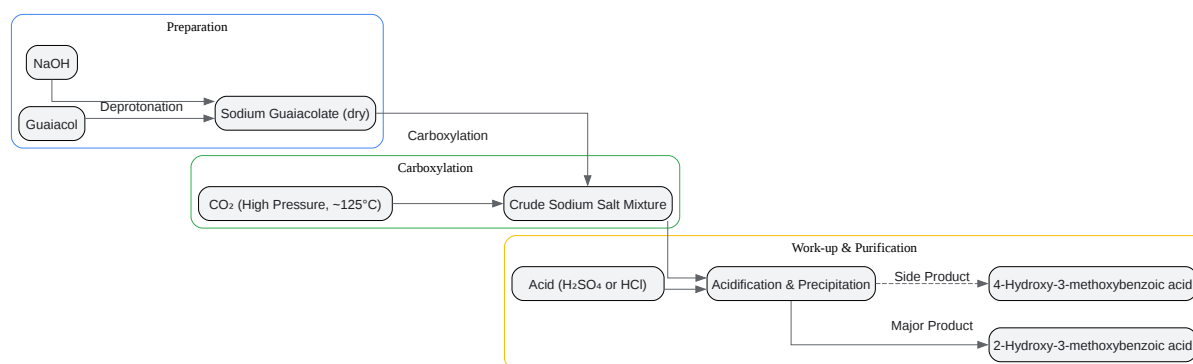 Preparation
NaOH
Deprotonation
Guaiacol
Sodium Guaiacolate (dry)
Carboxylation
Carboxylation
CO₂ (High Pressure, ~125°C)
Crude Sodium Salt Mixture
Work-up & Purification
Acid (H₂SO₄ or HCl)
Acidification & Precipitation
Side Product
4-Hydroxy-3-methoxybenzoic acid
Major Product
2-Hydroxy-3-methoxybenzoic acid